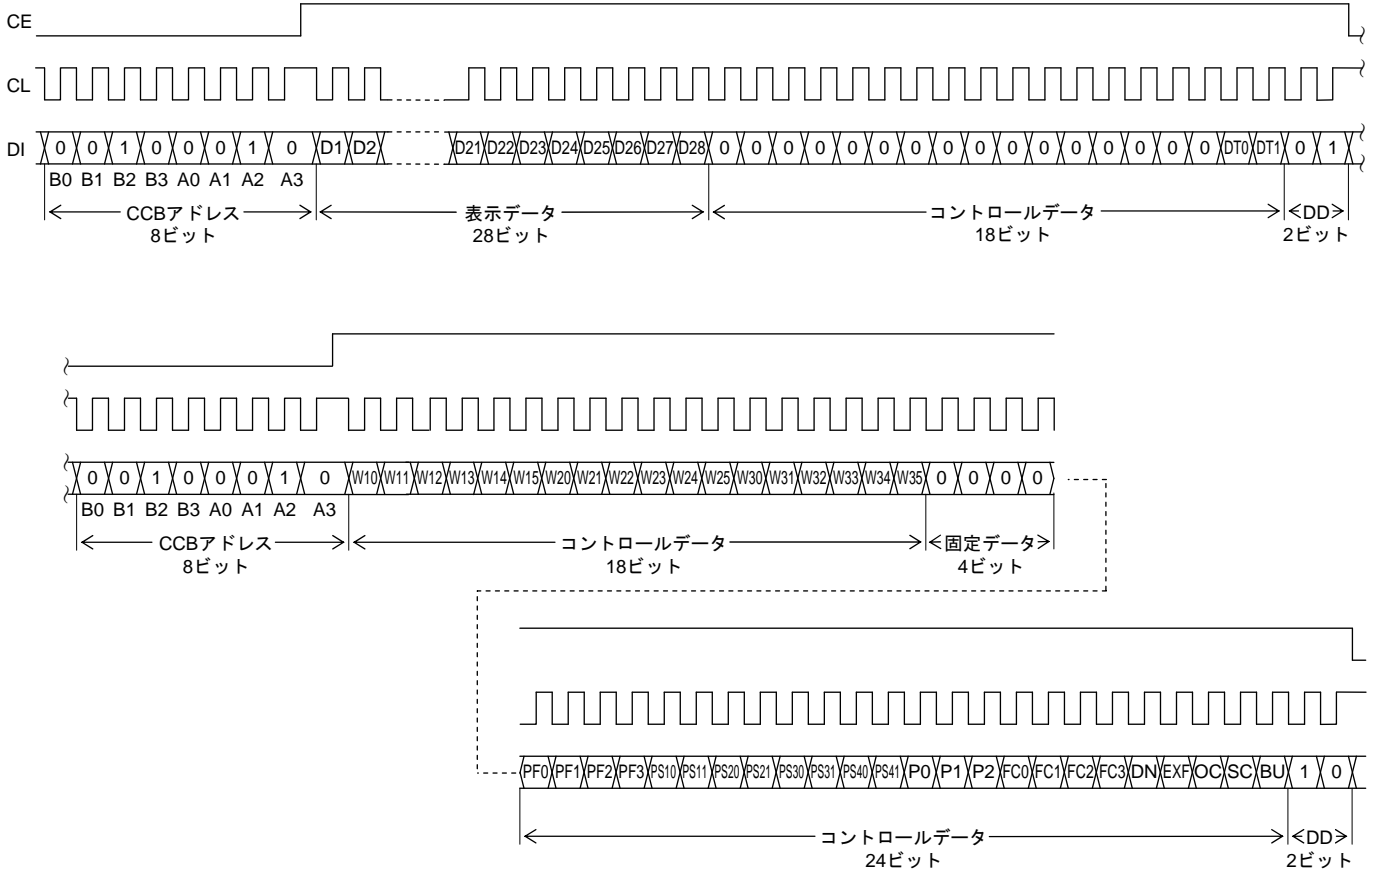 CE
CL
DI 0 0 1 0 0 0 1 0 D1 D2 D21 D22 D23 D24 D25 D26 D27 D28 0 0 0 0 0 0 0 0 0 0 0 0 0 0 0 0 DT0 DT1 0 1
B0 B1 B2 B3 A0 A1 A2 A3
CCBアドレス 表示データ コントロールデータ DD
8ビット 28ビット 18ビット 2ビット
0 0 1 0 0 0 1 0 W10 W11 W12 W13 W14 W15 W20 W21 W22 W23 W24 W25 W30 W31 W32 W33 W34 W35 0 0 0 0
B0 B1 B2 B3 A0 A1 A2 A3
CCBアドレス コントロールデータ 固定データ
8ビット 18ビット 4ビット
PF0 PF1 PF2 PF3 PS10 PS11 PS20 PS21 PS30 PS31 PS40 PS41 P0 P1 P2 FC0 FC1 FC2 FC3 DN EXF OC SC BU 1 0
コントロールデータ DD
24ビット 2ビット